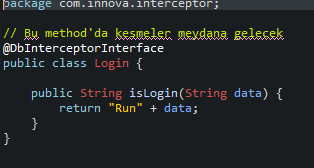 package com.innova.interceptor;
// Bu method'da kesmeler meydana gelecek
@DbInterceptorInterface
public class Login {
public String isLogin(String data) {
return "Run" + data;
}
}